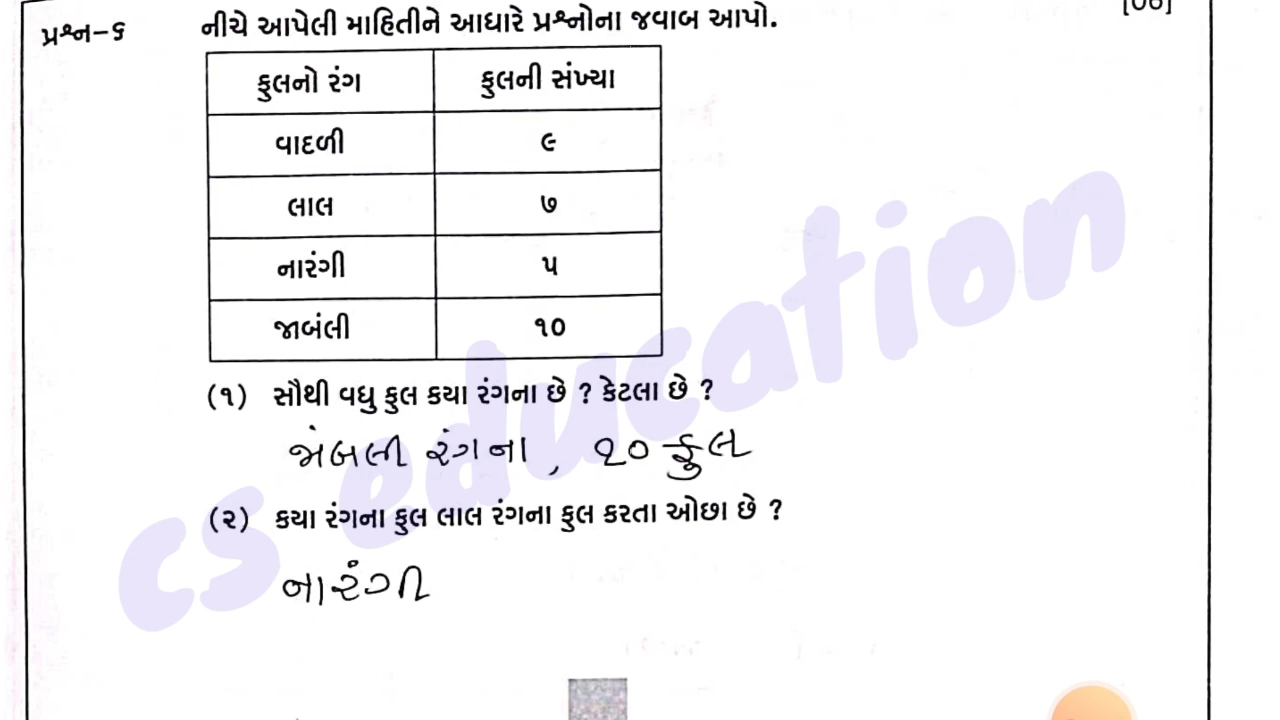 પ્રશ્ન-૬ નીચે આપેલી માહિતીને આધારે પ્રશ્નોના જવાબ આપો. [06]
ફુલનો રંગ ફુલની સંખ્યા
વાદળી ૯
લાલ ૭
નારંગી ૫
જાબંલી ૧૦
(૧) સૌથી વધુ ફુલ કયા રંગના છે ? કેટલા છે ?
જાંબલી રંગના , ૧૦ ફુલ
(૨) કયા રંગના ફુલ લાલ રંગના ફુલ કરતા ઓછા છે ?
નારંગી
cs education